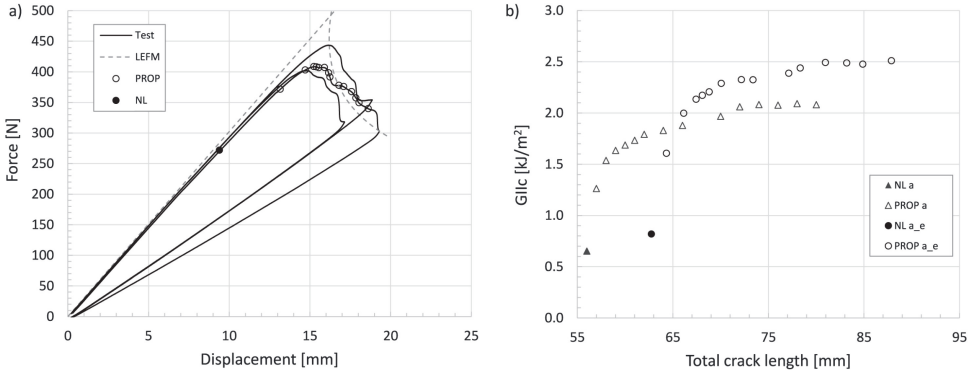 a)
500
450
400
350
300
250
200
150
100
50
0
Force [N]
Test
LEFM
PROP
NL
0
5
10
15
20
25
Displacement [mm]
b)
3.0
2.5
2.0
1.5
1.0
0.5
0.0
GIIc [kJ/m²]
NL a
PROP a
NL a_e
PROP a_e
55
65
75
85
95
Total crack length [mm]